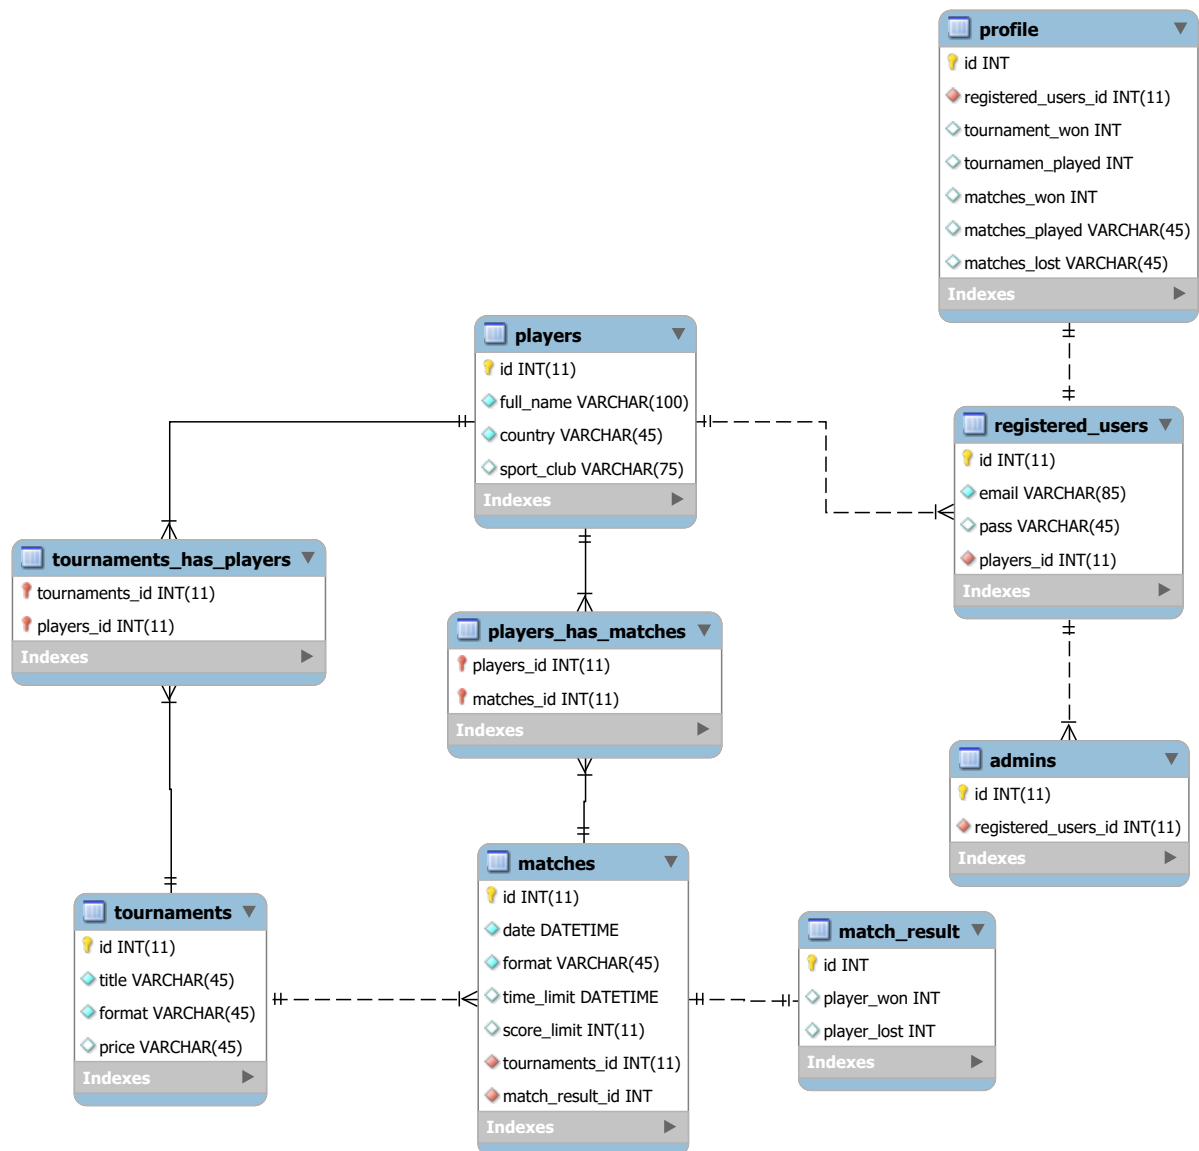 profile
id INT
registered_users_id INT(11)
tournament_won INT
tournamen_played INT
matches_won INT
matches_played VARCHAR(45)
matches_lost VARCHAR(45)
Indexes
players
id INT(11)
full_name VARCHAR(100)
country VARCHAR(45)
sport_club VARCHAR(75)
Indexes
registered_users
id INT(11)
email VARCHAR(85)
pass VARCHAR(45)
players_id INT(11)
Indexes
tournaments_has_players
tournaments_id INT(11)
players_id INT(11)
Indexes
players_has_matches
players_id INT(11)
matches_id INT(11)
Indexes
admins
id INT(11)
registered_users_id INT(11)
Indexes
matches
id INT(11)
date DATETIME
format VARCHAR(45)
time_limit DATETIME
score_limit INT(11)
tournaments_id INT(11)
match_result_id INT
Indexes
tournaments
id INT(11)
title VARCHAR(45)
format VARCHAR(45)
price VARCHAR(45)
Indexes
match_result
id INT
player_won INT
player_lost INT
Indexes